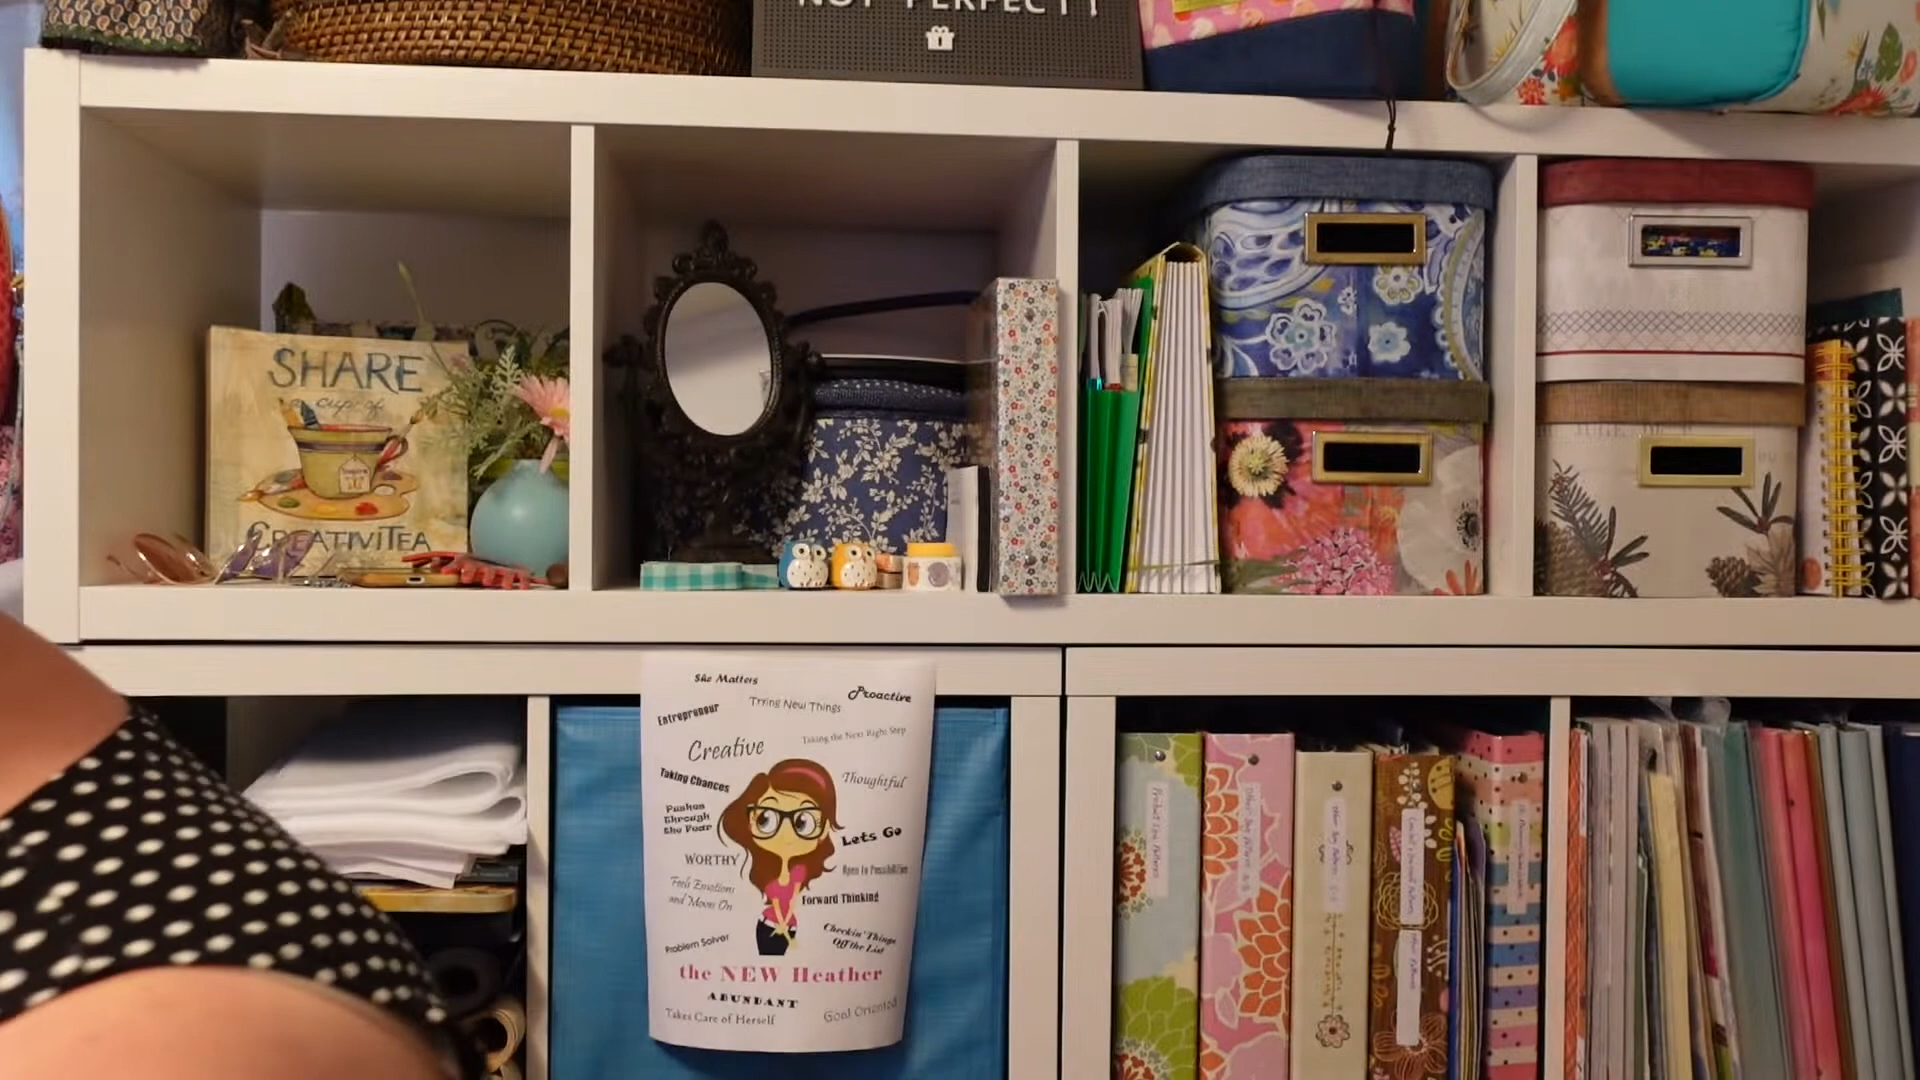 NOT PERFECT!
SHARE
a cup of
CREATIVITEA
She Matters
Proactive
Trying New Things
Entrepreneur
Taking the Next Right Step
Creative
Taking Chances
Thoughtful
Pushes
through
the Fear
Lets Go
WORTHY
Open to Possibilities
Feels Emotions
and Moves On
Forward Thinking
Checkin' Things
Off the List
Problem Solver
the NEW Heather
ABUNDANT
Takes Care of Herself
Goal Oriented